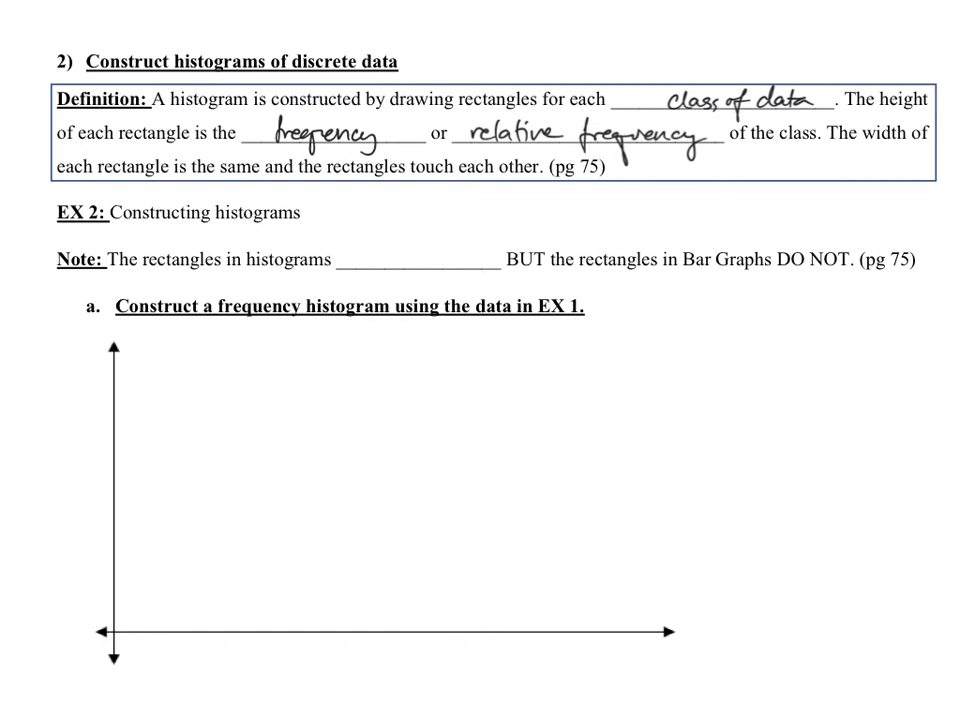 2) Construct histograms of discrete data
Definition: A histogram is constructed by drawing rectangles for each class of data. The height
of each rectangle is the freqency or relative frequency of the class. The width of
each rectangle is the same and the rectangles touch each other. (pg 75)
EX 2: Constructing histograms
Note: The rectangles in histograms ________________ BUT the rectangles in Bar Graphs DO NOT. (pg 75)
a. Construct a frequency histogram using the data in EX 1.